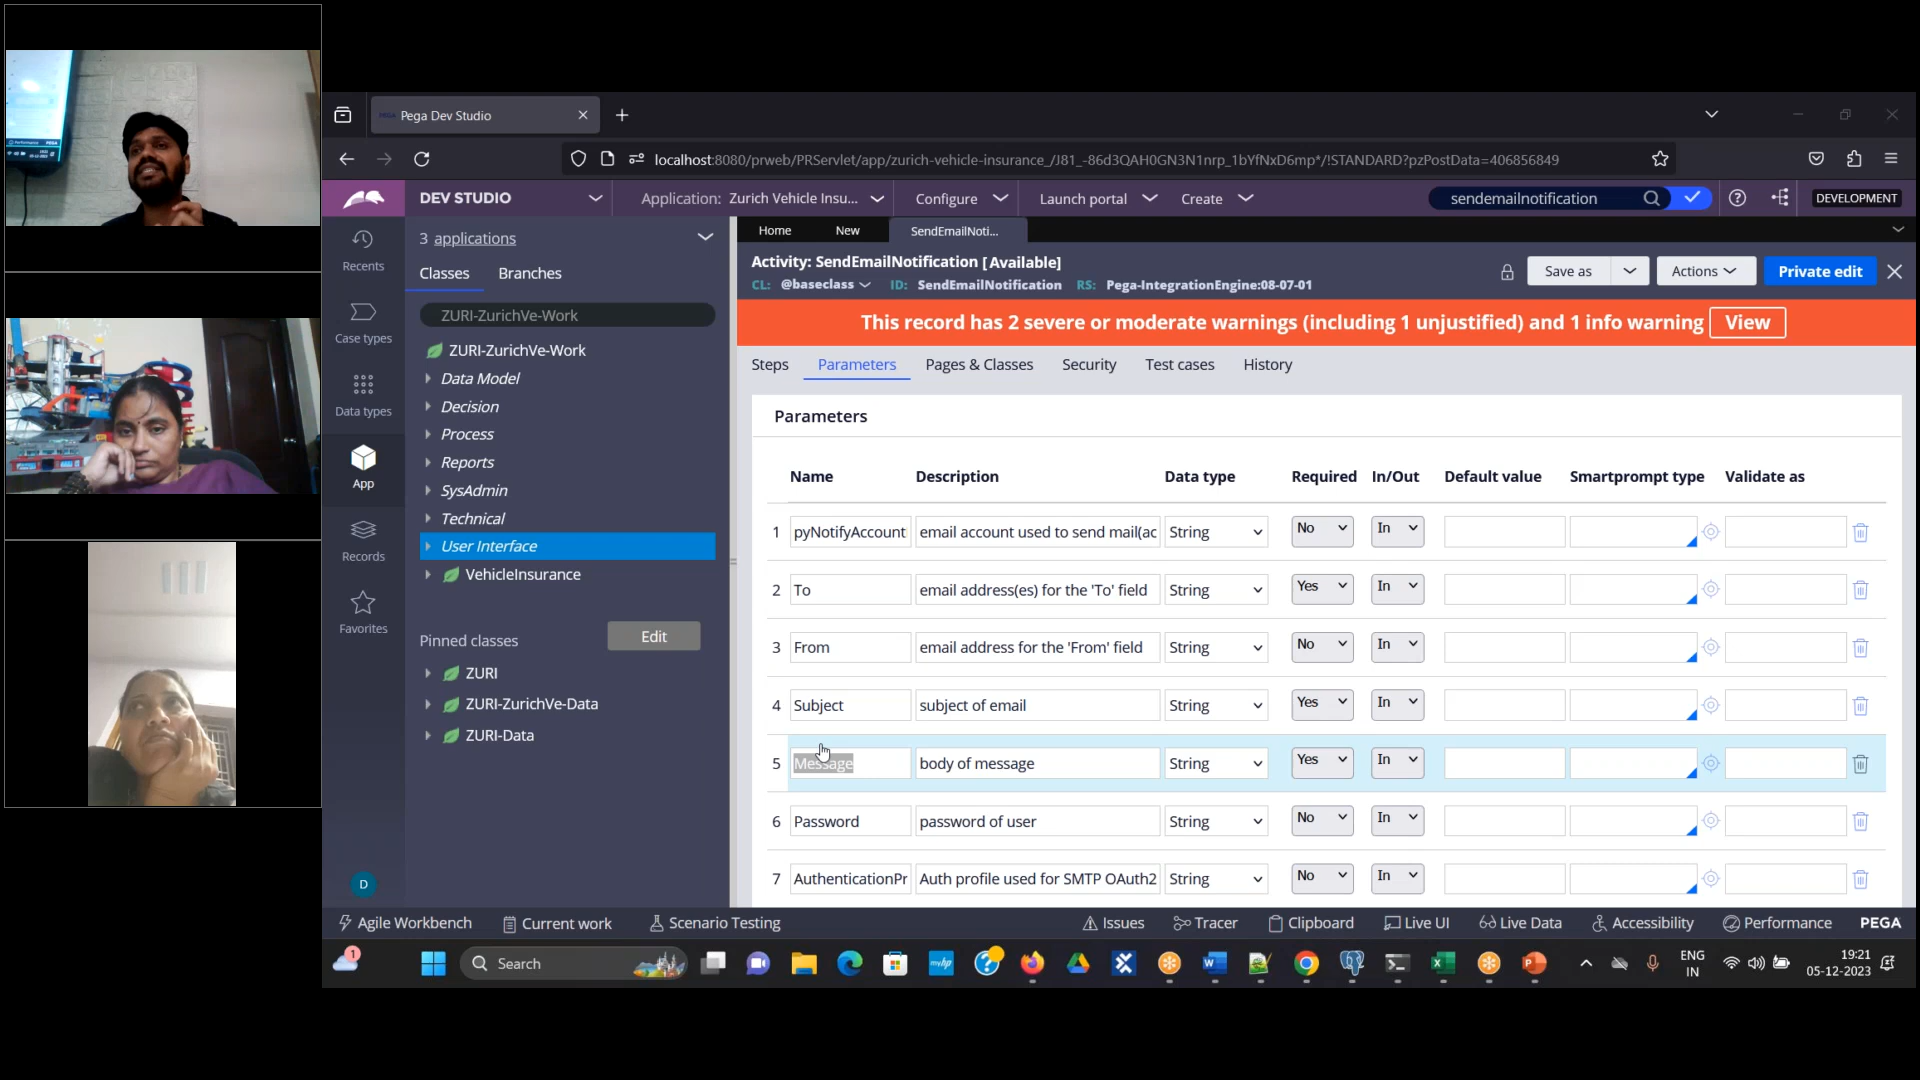 Pega Dev Studio
localhost:8080/prweb/PRServlet/app/zurich-vehicle-insurance_/J81_-86d3QAH0GN3N1nrp_1bYfNxD6mp*/!STANDARD?pzPostData=406856849
DEV STUDIO
Application: Zurich Vehicle Insu...
Configure
Launch portal
Create
sendemailnotification
DEVELOPMENT
Recents
Case types
Data types
App
Records
Favorites
D
3 applications
Classes
Branches
ZURI-ZurichVe-Work
ZURI-ZurichVe-Work
Data Model
Decision
Process
Reports
SysAdmin
Technical
User Interface
VehicleInsurance
Pinned classes
Edit
ZURI
ZURI-ZurichVe-Data
ZURI-Data
Home
New
SendEmailNoti...
Activity: SendEmailNotification [Available]
CL: @baseclass ID: SendEmailNotification RS: Pega-IntegrationEngine:08-07-01
Save as
Actions
Private edit
This record has 2 severe or moderate warnings (including 1 unjustified) and 1 info warning
View
Steps
Parameters
Pages & Classes
Security
Test cases
History
Parameters
Name Description Data type Required In/Out Default value Smartprompt type Validate as
1 pyNotifyAccount email account used to send mail(ac String No In
2 To email address(es) for the 'To' field String Yes In
3 From email address for the 'From' field String No In
4 Subject subject of email String Yes In
5 Message body of message String Yes In
6 Password password of user String No In
7 AuthenticationPr Auth profile used for SMTP OAuth2 String No In
Agile Workbench
Current work
Scenario Testing
Issues
Tracer
Clipboard
Live UI
Live Data
Accessibility
Performance
PEGA
1
Search
ENG
IN
19:21
05-12-2023